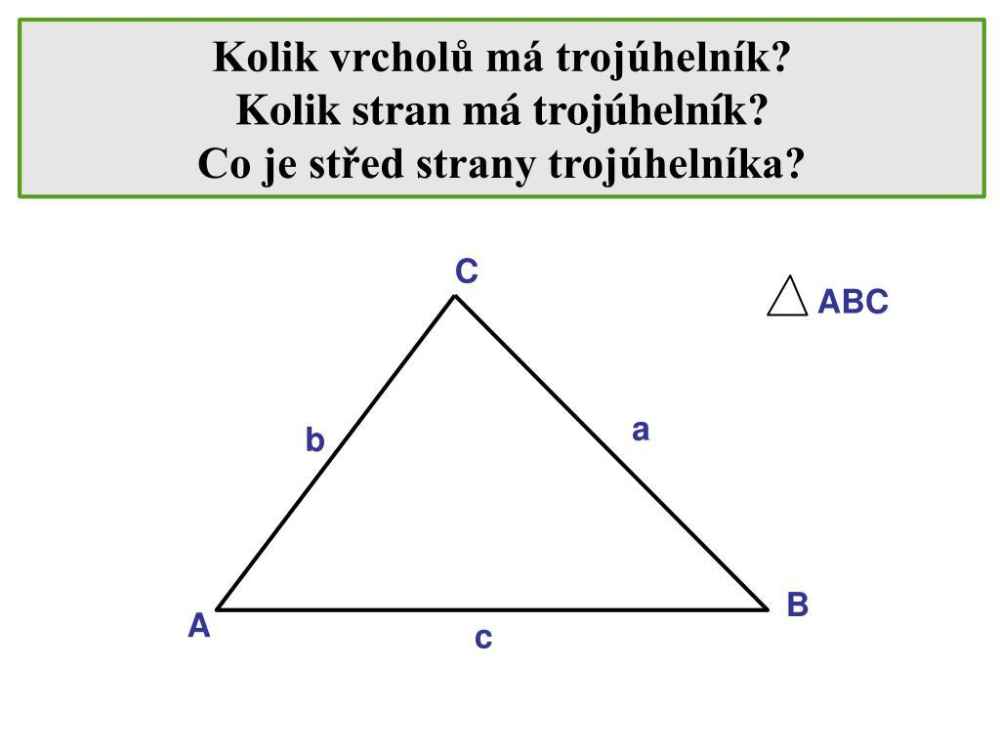 Kolik vrcholů má trojúhelník?
Kolik stran má trojúhelník?
Co je střed strany trojúhelníka?
C
ABC
b
a
A
B
c